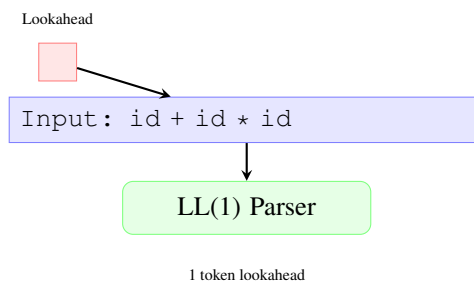 Lookahead
Input: id + id * id
LL(1) Parser
1 token lookahead